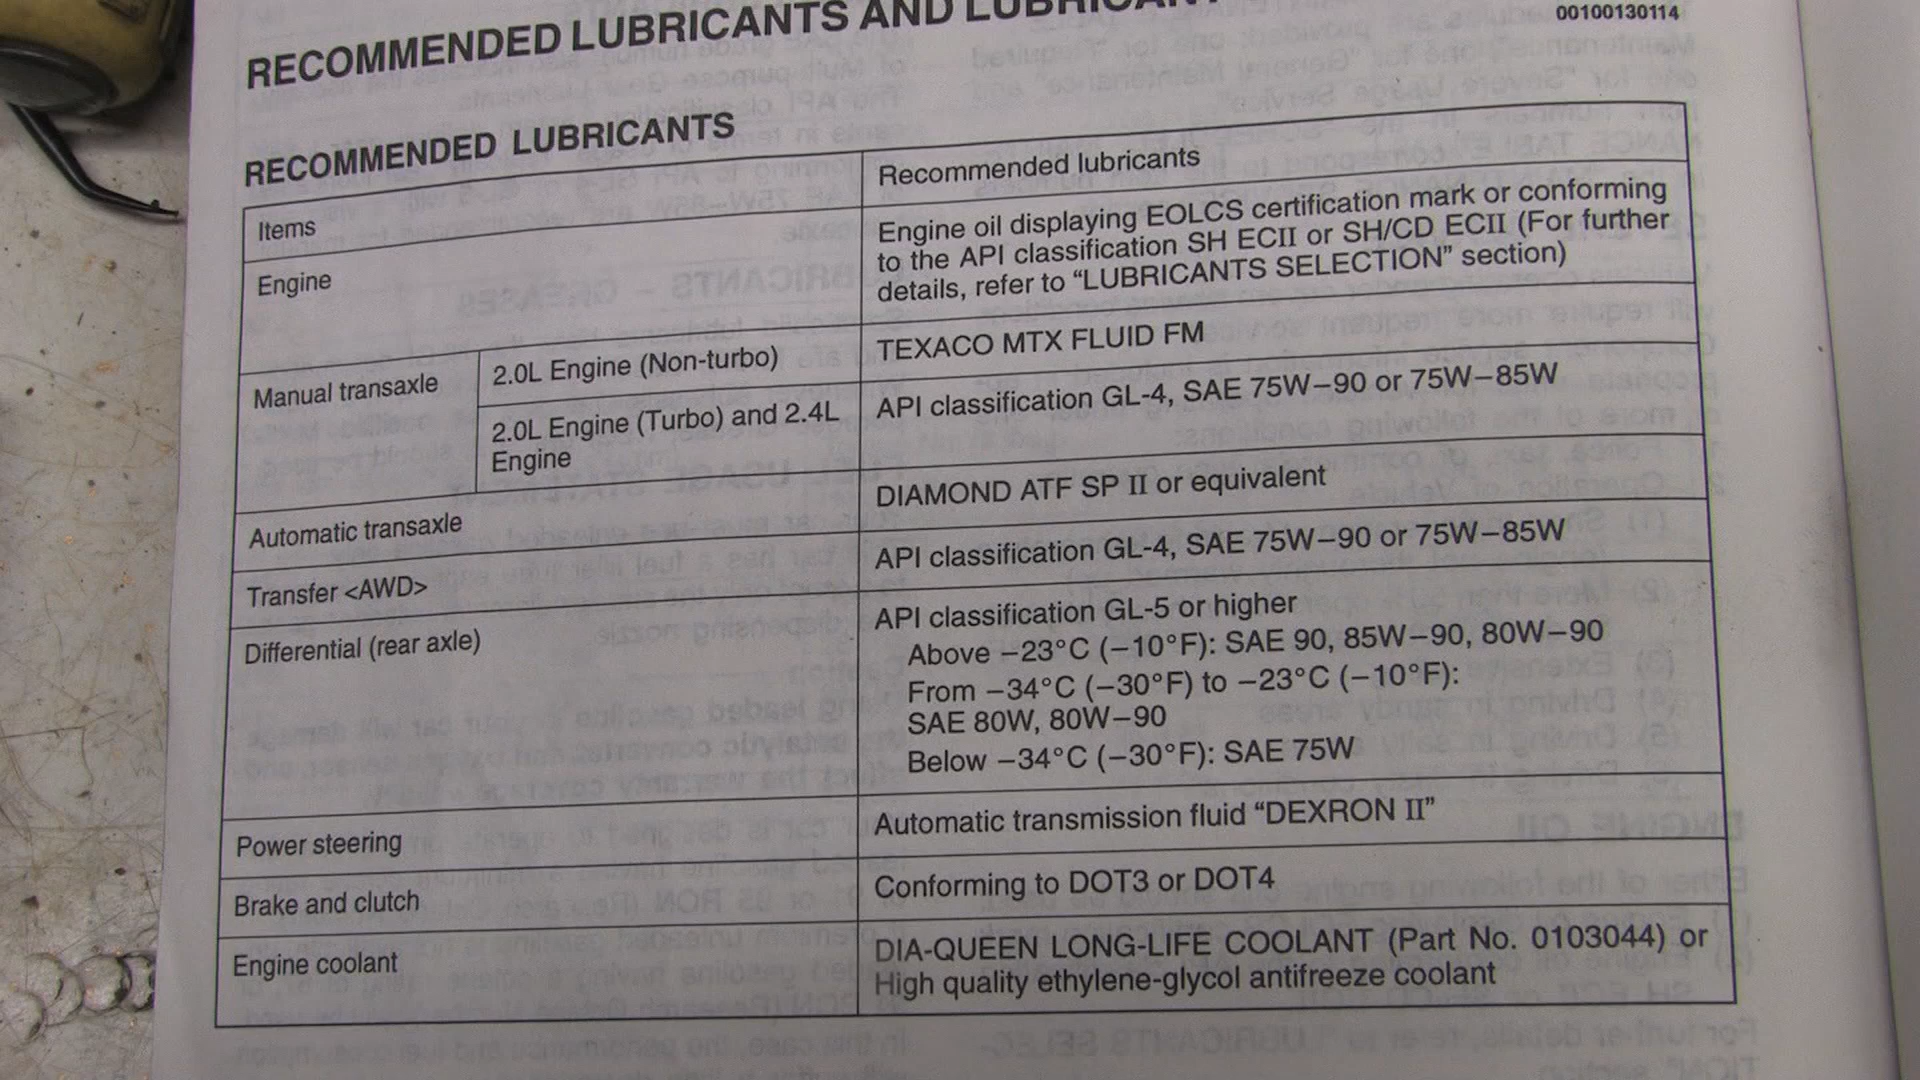 00100130114
RECOMMENDED LUBRICANTS AND
RECOMMENDED LUBRICANTS
Items
Recommended lubricants
Engine
Engine oil displaying EOLCS certification mark or conforming
to the API classification SH ECII or SH/CD ECII (For further
details, refer to “LUBRICANTS SELECTION” section)
Manual transaxle
2.0L Engine (Non-turbo)
TEXACO MTX FLUID FM
2.0L Engine (Turbo) and 2.4L
Engine
API classification GL-4, SAE 75W–90 or 75W–85W
Automatic transaxle
DIAMOND ATF SP II or equivalent
Transfer <AWD>
API classification GL-4, SAE 75W–90 or 75W–85W
Differential (rear axle)
API classification GL-5 or higher
Above –23°C (–10°F): SAE 90, 85W–90, 80W–90
From –34°C (–30°F) to –23°C (–10°F):
SAE 80W, 80W–90
Below –34°C (–30°F): SAE 75W
Power steering
Automatic transmission fluid “DEXRON II”
Brake and clutch
Conforming to DOT3 or DOT4
Engine coolant
DIA-QUEEN LONG-LIFE COOLANT (Part No. 0103044) or
High quality ethylene-glycol antifreeze coolant